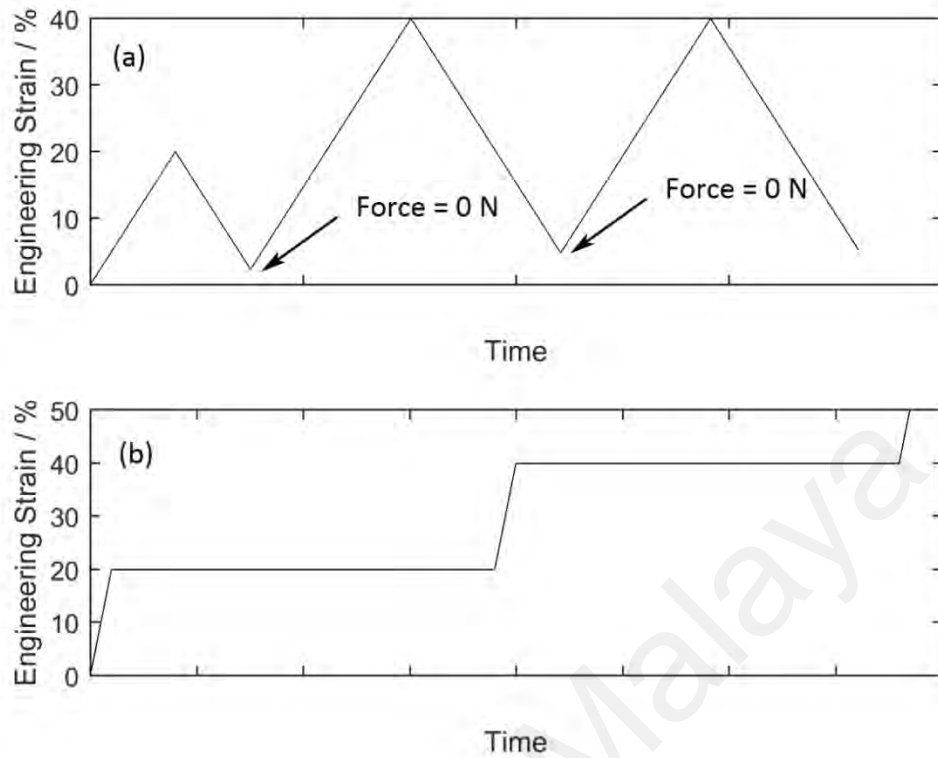 (a)
Engineering Strain / %
40
30
20
10
0
Force = 0 N
Force = 0 N
Time
(b)
Engineering Strain / %
50
40
30
20
10
0
Time
Malaya